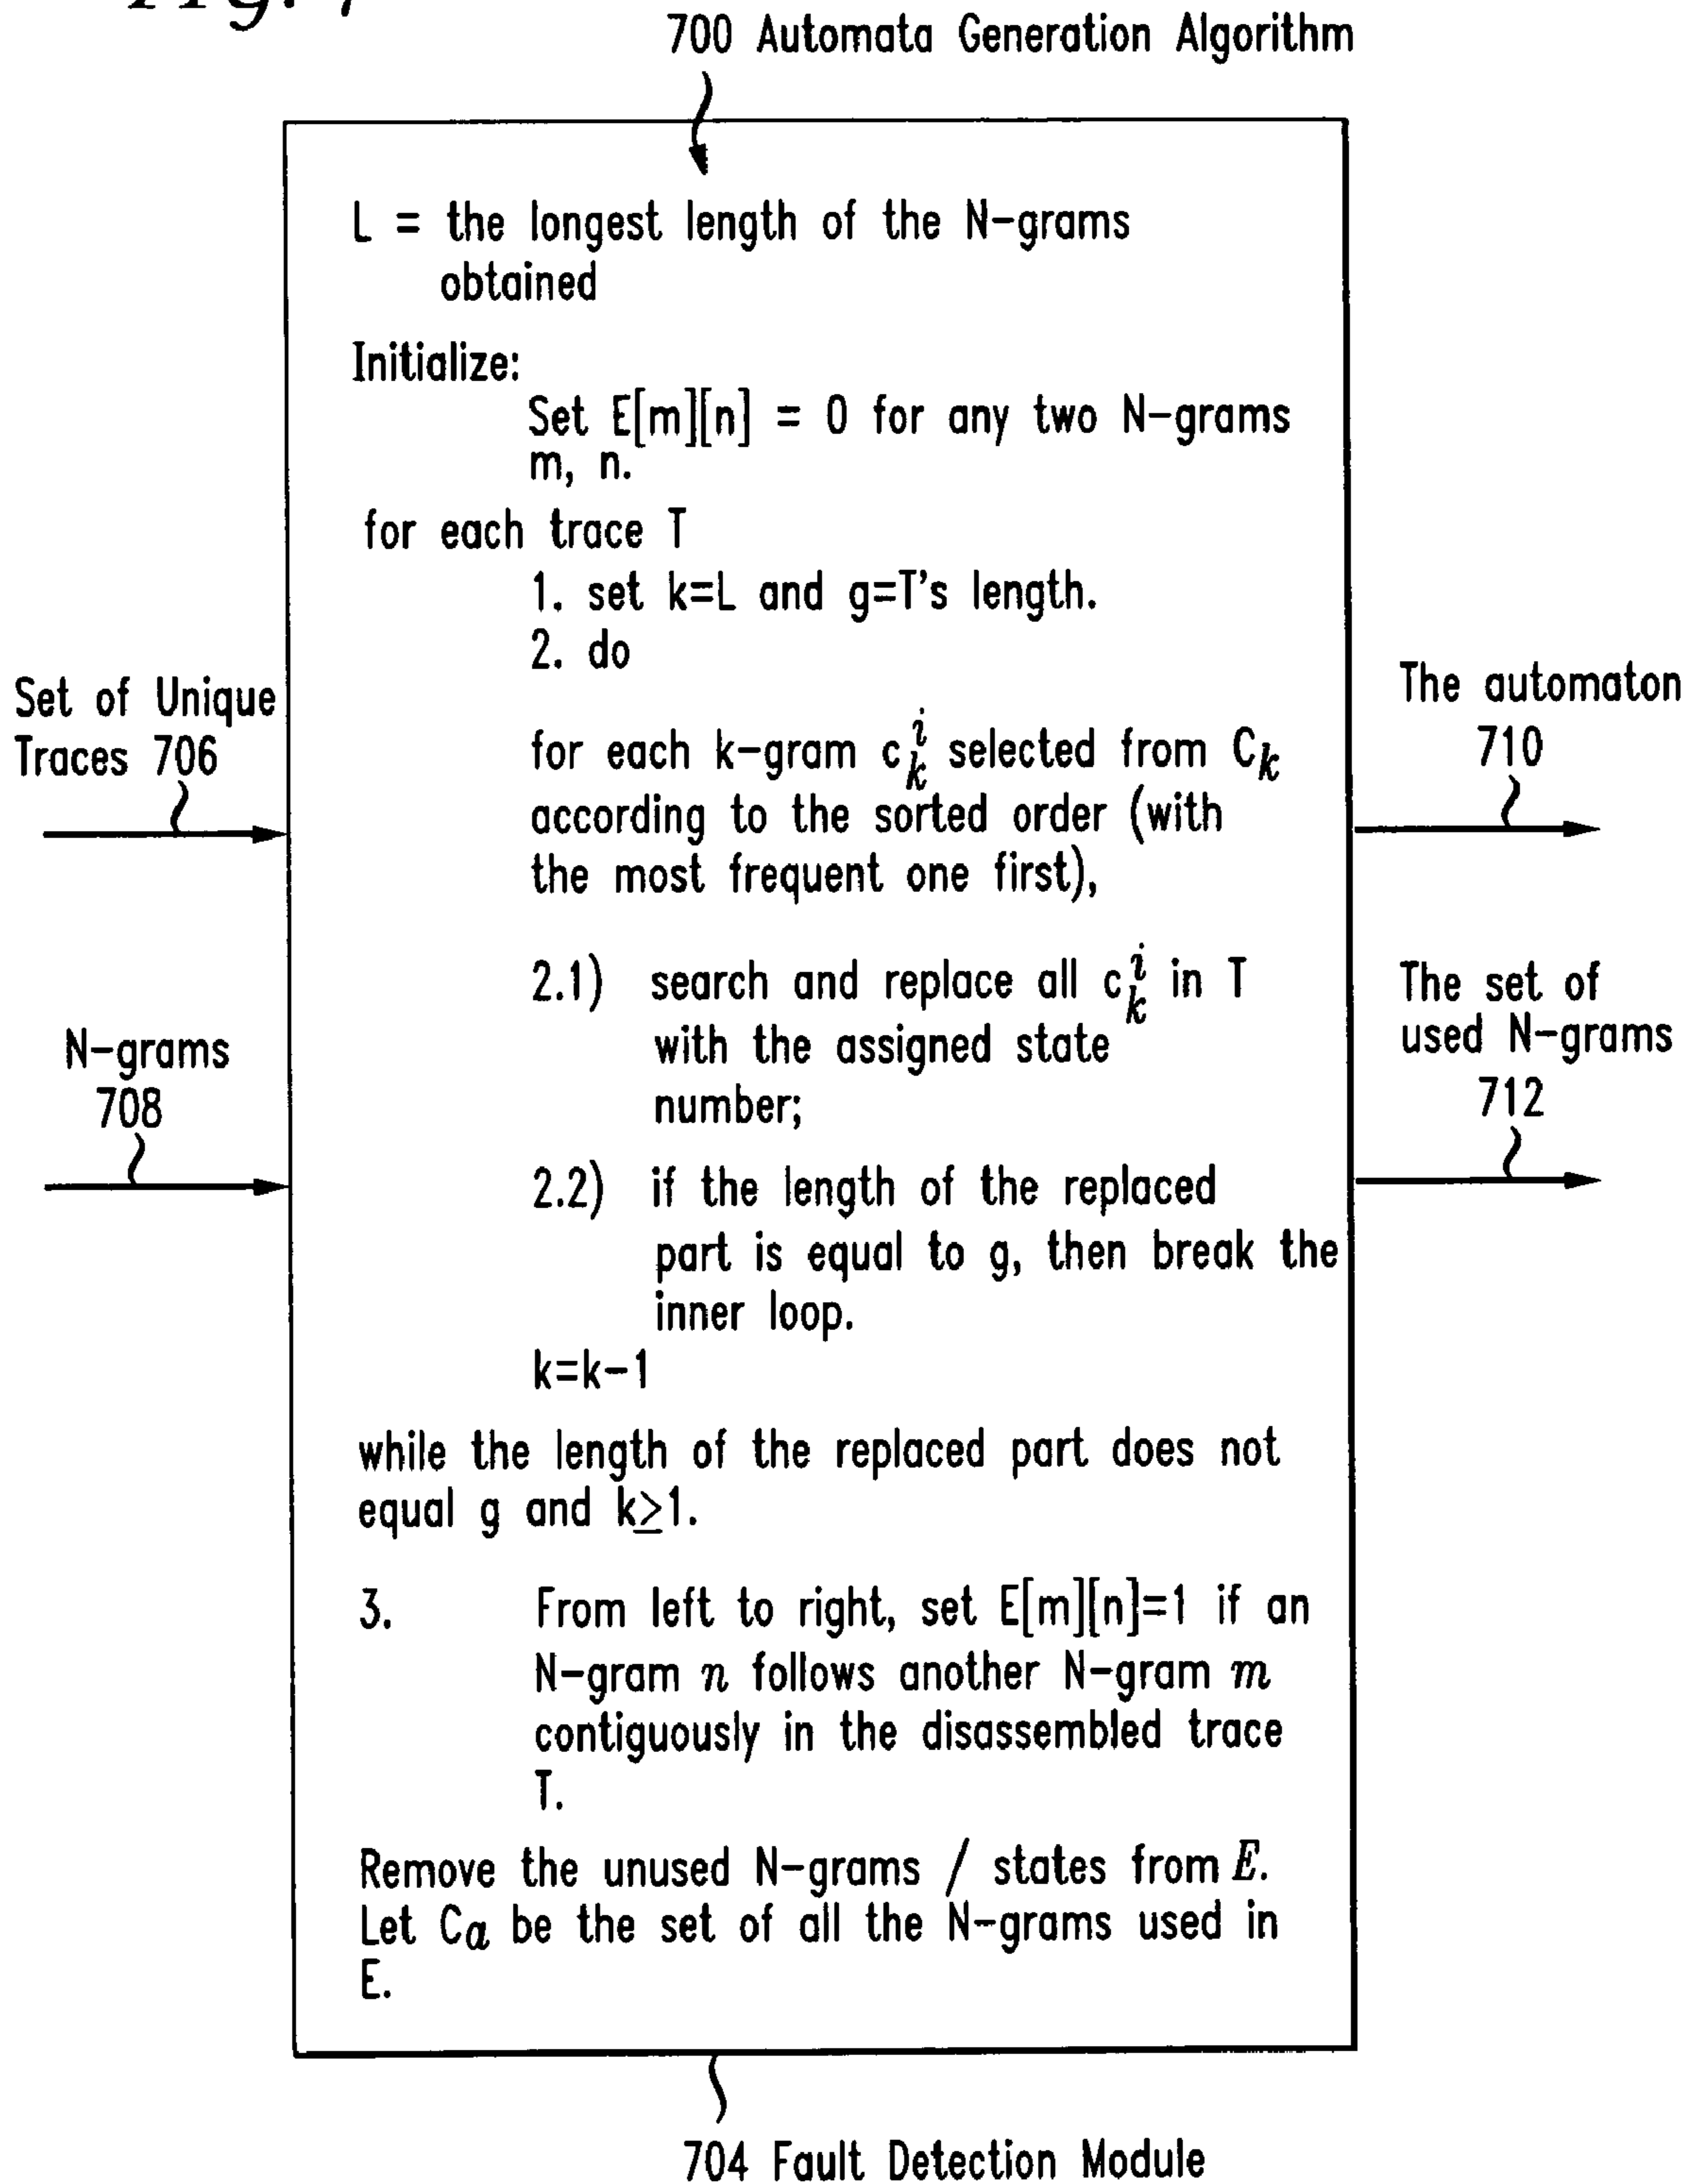 700 Automata Generation Algorithm
L = the longest length of the N-grams
obtained
Initialize:
Set E[m][n] = 0 for any two N-grams
m, n.
for each trace T
1. set k=L and g=T's length.
2. do
for each k-gram c_k^i selected from C_k
according to the sorted order (with
the most frequent one first),
2.1) search and replace all c_k^i in T
with the assigned state
number;
2.2) if the length of the replaced
part is equal to g, then break the
inner loop.
k=k-1
while the length of the replaced part does not
equal g and k≥1.
3. From left to right, set E[m][n]=1 if an
N-gram n follows another N-gram m
contiguously in the disassembled trace
T.
Remove the unused N-grams / states from E.
Let C_a be the set of all the N-grams used in
E.
Set of Unique
Traces 706
N-grams
708
The automaton
710
The set of
used N-grams
712
704 Fault Detection Module